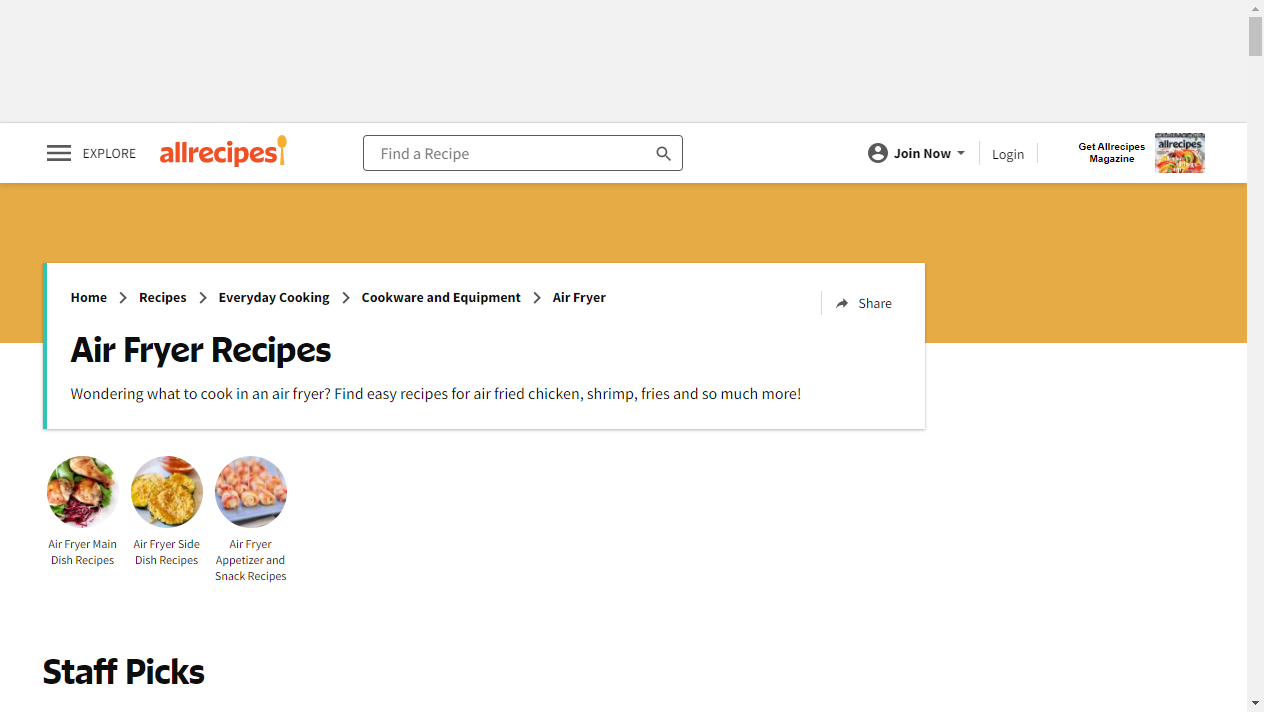 EXPLORE
allrecipes
Find a Recipe
Join Now
Login
Get Allrecipes
Magazine
allrecipes
Home
Recipes
Everyday Cooking
Cookware and Equipment
Air Fryer
Share
Air Fryer Recipes
Wondering what to cook in an air fryer? Find easy recipes for air fried chicken, shrimp, fries and so much more!
Air Fryer Main
Dish Recipes
Air Fryer Side
Dish Recipes
Air Fryer
Appetizer and
Snack Recipes
Staff Picks